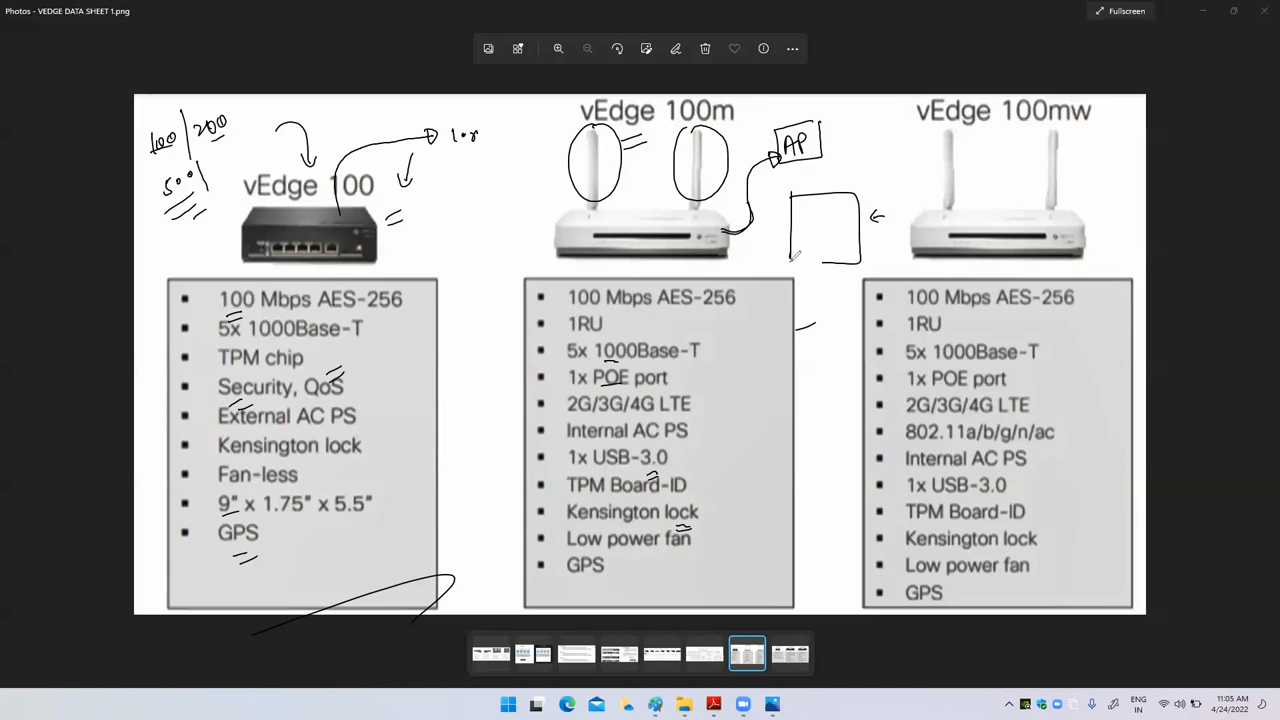 Photos - VEDGE DATA SHEET 1.png
Fullscreen
100/200
500
vEdge 100
100 Mbps AES-256
5x 1000Base-T
TPM chip
Security, QoS
External AC PS
Kensington lock
Fan-less
9" x 1.75" x 5.5"
GPS
vEdge 100m
AP
100 Mbps AES-256
1RU
5x 1000Base-T
1x POE port
2G/3G/4G LTE
Internal AC PS
1x USB-3.0
TPM Board-ID
Kensington lock
Low power fan
GPS
vEdge 100mw
100 Mbps AES-256
1RU
5x 1000Base-T
1x POE port
2G/3G/4G LTE
802.11a/b/g/n/ac
Internal AC PS
1x USB-3.0
TPM Board-ID
Kensington lock
Low power fan
GPS
ENG
IN
11:05 AM
4/24/2022